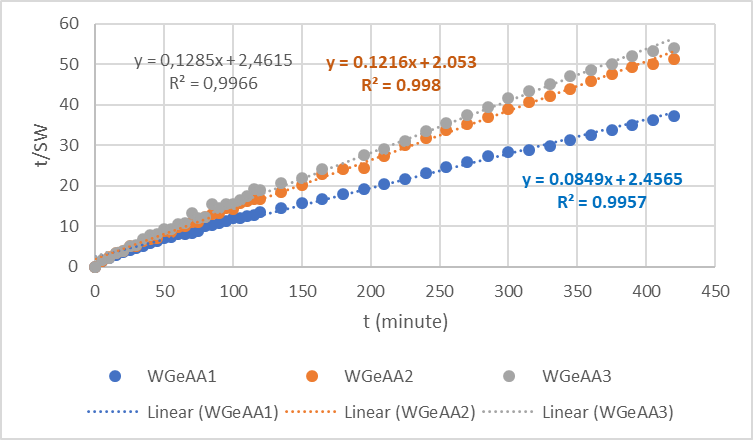 60
50
40
30
20
10
0
t/SW
y = 0,1285x + 2,4615
R² = 0,9966
y = 0.1216x + 2.053
R² = 0.998
y = 0.0849x + 2.4565
R² = 0.9957
0 50 100 150 200 250 300 350 400 450
t (minute)
WGeAA1 WGeAA2 WGeAA3
Linear (WGeAA1) Linear (WGeAA2) Linear (WGeAA3)